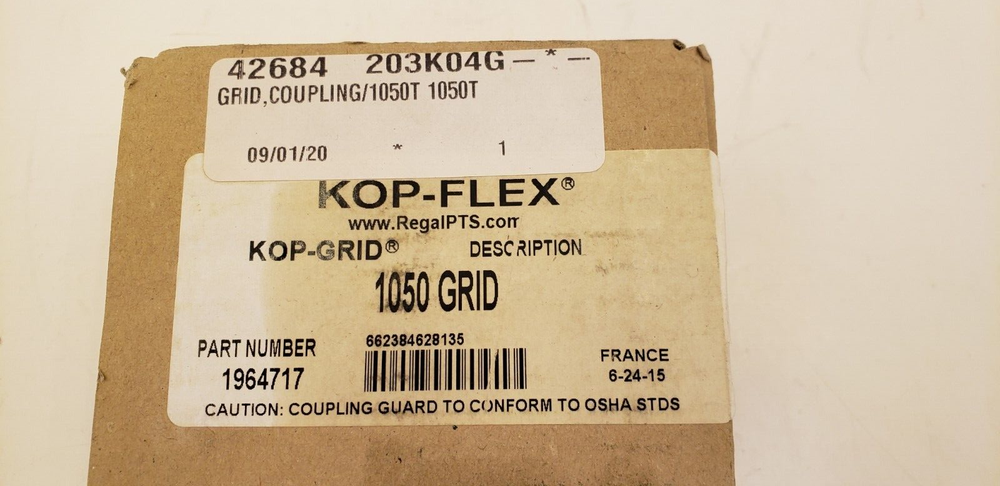 42684 203K04G-*-
GRID,COUPLING/1050T 1050T
09/01/20 * 1
KOP-FLEX®
www.RegalPTS.com
KOP-GRID® DESCRIPTION
1050 GRID
PART NUMBER 662384628135 FRANCE
1964717 6-24-15
CAUTION: COUPLING GUARD TO CONFORM TO OSHA STDS